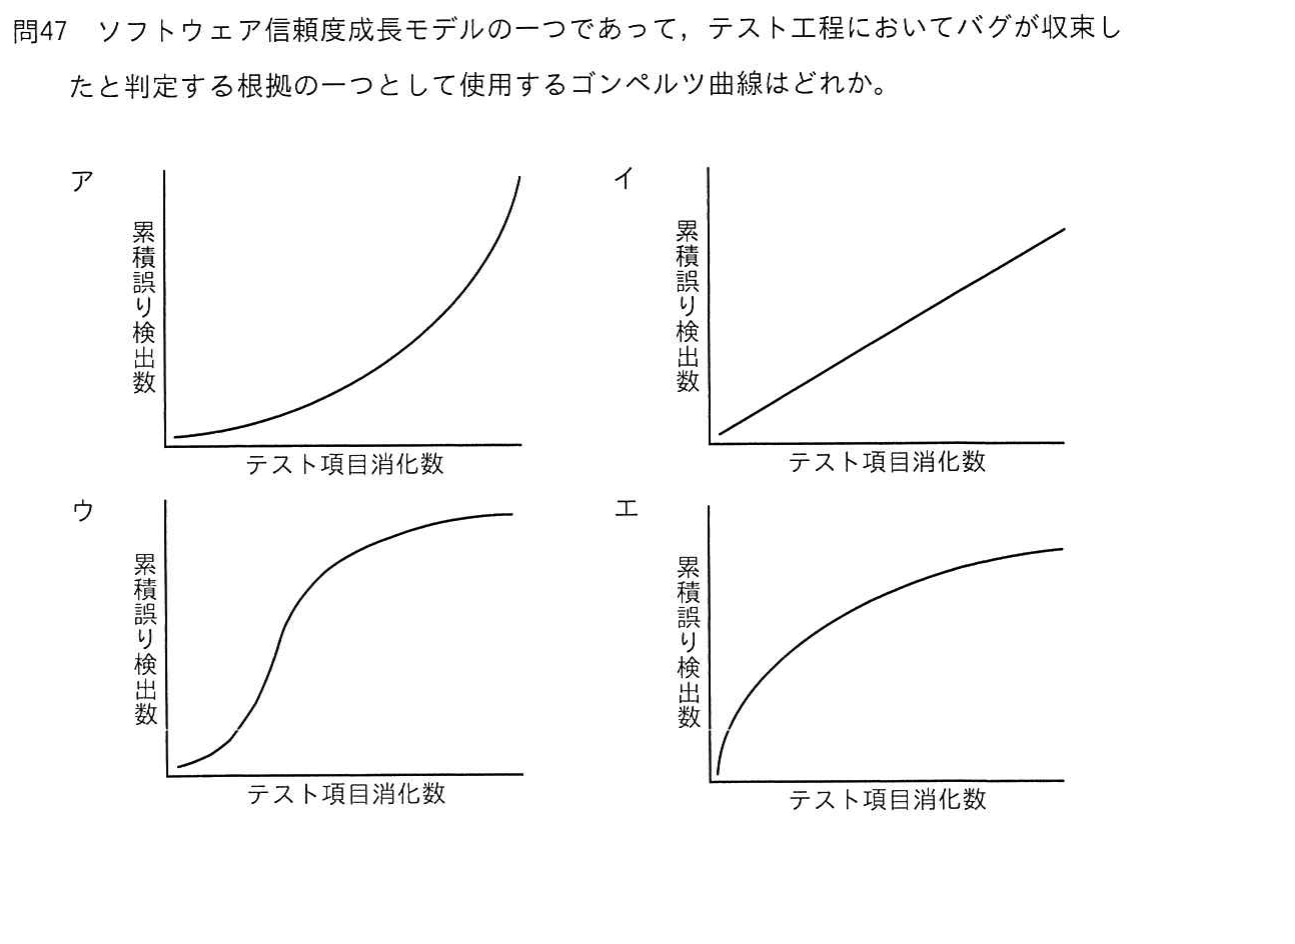 問47　ソフトウェア信頼度成長モデルの一つであって，テスト工程においてバグが収束し
たと判定する根拠の一つとして使用するゴンペルツ曲線はどれか。
ア
累積誤り検出数
テスト項目消化数
イ
累積誤り検出数
テスト項目消化数
ウ
累積誤り検出数
テスト項目消化数
エ
累積誤り検出数
テスト項目消化数